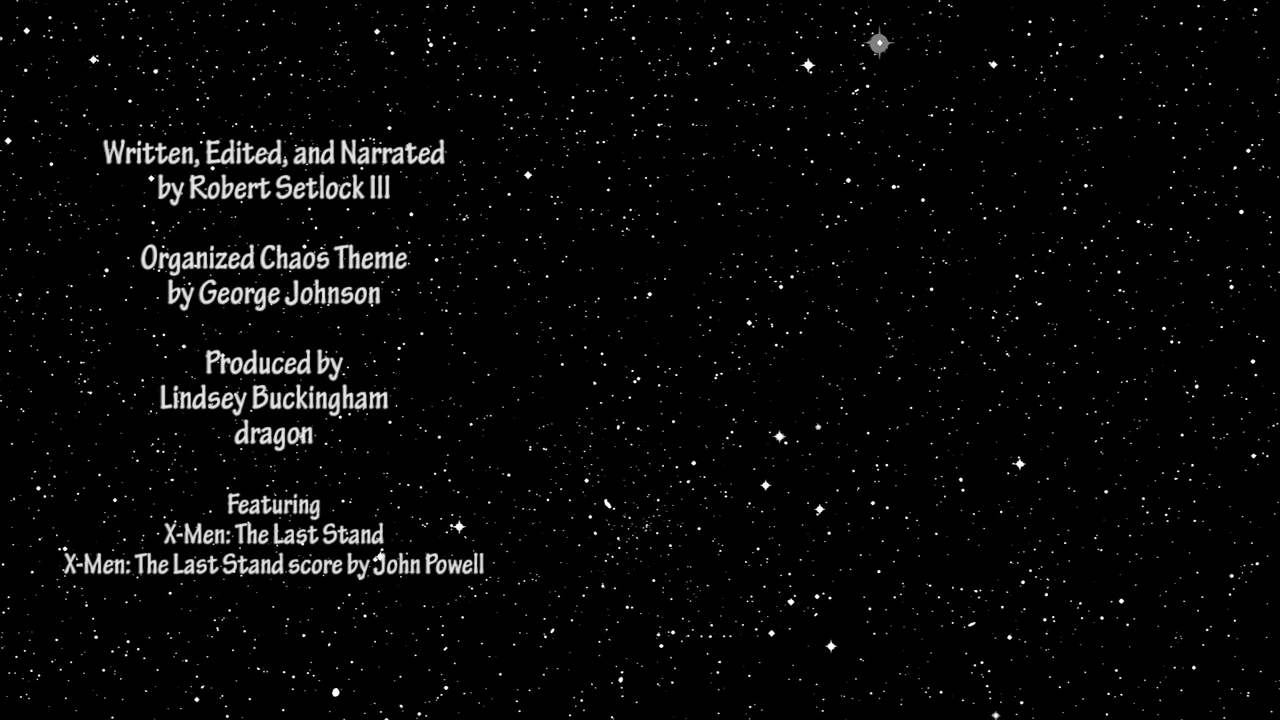 Written, Edited, and Narrated
by Robert Setlock III
Organized Chaos Theme
by George Johnson
Produced by
Lindsey Buckingham
dragon
Featuring
X-Men: The Last Stand
X-Men: The Last Stand score by John Powell